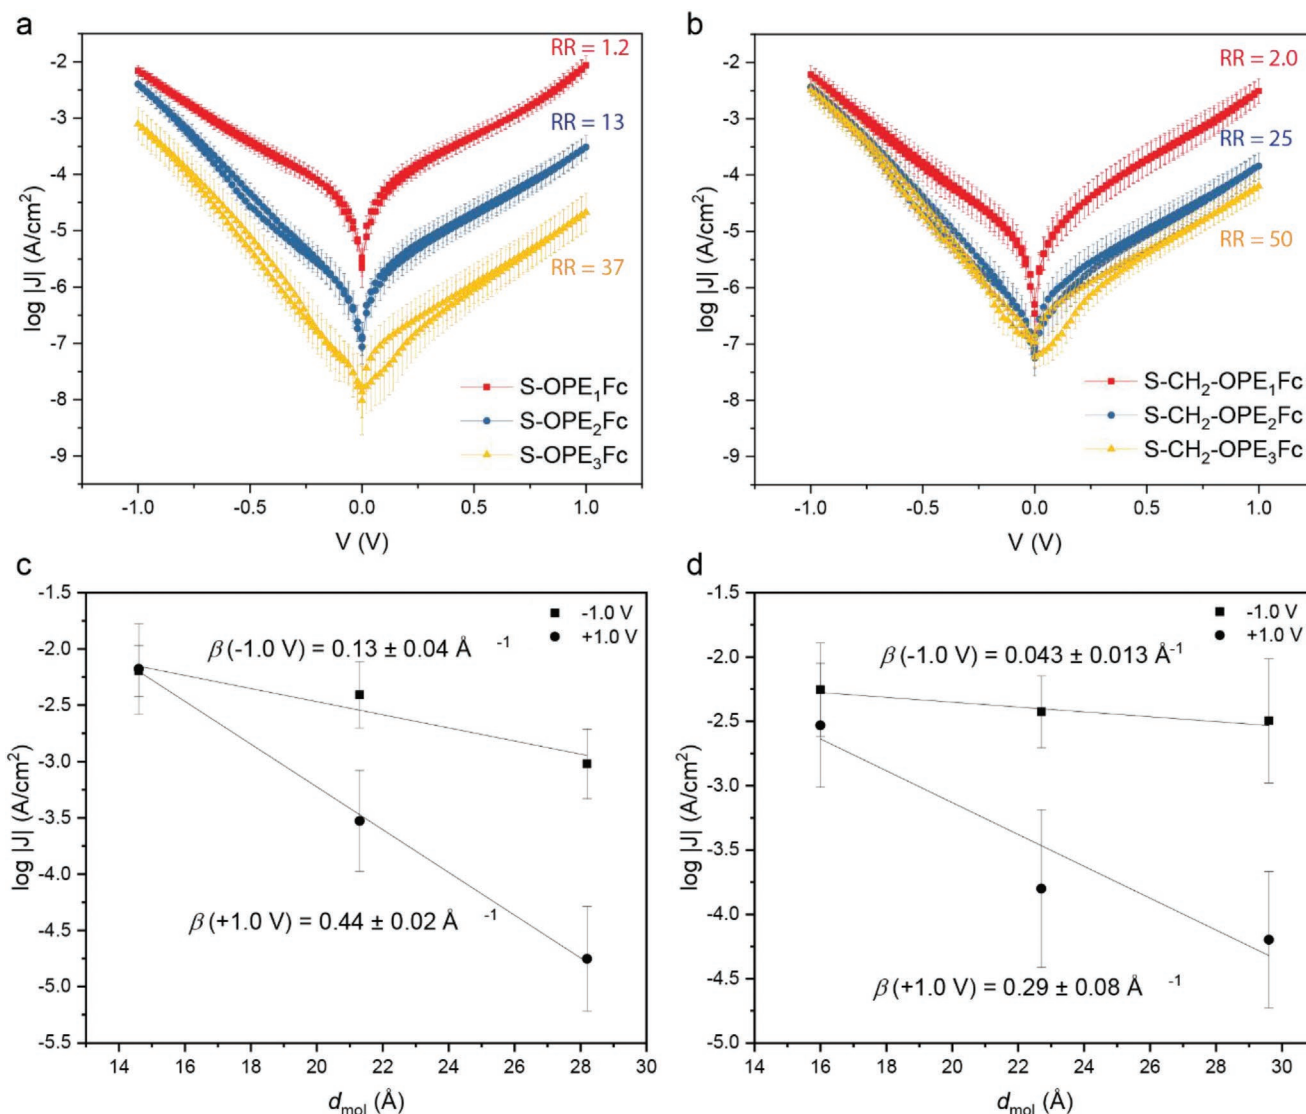 a
RR = 1.2
RR = 13
RR = 37
-2
-3
-4
-5
-6
-7
-8
-9
log |J| (A/cm²)
S-OPE₁Fc
S-OPE₂Fc
S-OPE₃Fc
-1.0 -0.5 0.0 0.5 1.0
V (V)
b
RR = 2.0
RR = 25
RR = 50
-2
-3
-4
-5
-6
-7
-8
-9
log |J| (A/cm²)
S-CH₂-OPE₁Fc
S-CH₂-OPE₂Fc
S-CH₂-OPE₃Fc
-1.0 -0.5 0.0 0.5 1.0
V (V)
c
-1.5
-2.0
-2.5
-3.0
-3.5
-4.0
-4.5
-5.0
-5.5
log |J| (A/cm²)
-1.0 V
+1.0 V
β (-1.0 V) = 0.13 ± 0.04 Å ⁻¹
β (+1.0 V) = 0.44 ± 0.02 Å ⁻¹
14 16 18 20 22 24 26 28 30
d_mol (Å)
d
-1.5
-2.0
-2.5
-3.0
-3.5
-4.0
-4.5
-5.0
log |J| (A/cm²)
-1.0 V
+1.0 V
β (-1.0 V) = 0.043 ± 0.013 Å⁻¹
β (+1.0 V) = 0.29 ± 0.08 Å ⁻¹
14 16 18 20 22 24 26 28 30
d_mol (Å)